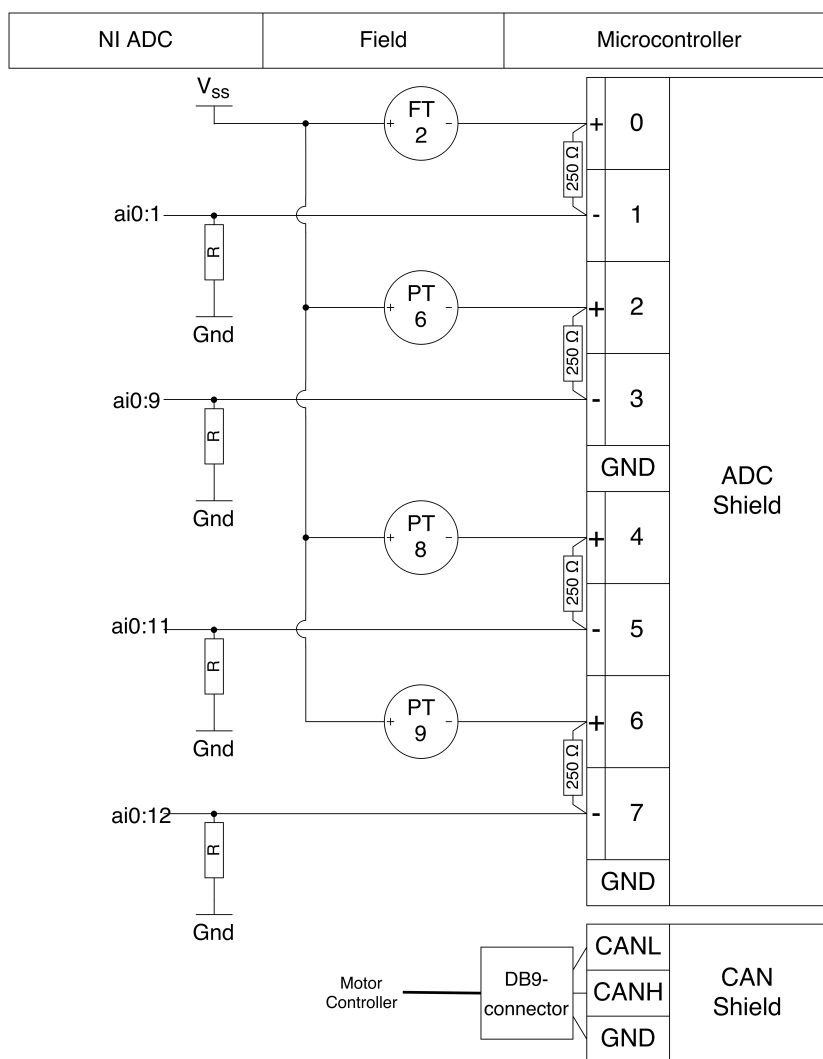 NI ADC
Field
Microcontroller
Vss
FT
2
+
-
+
0
250 Ω
ai0:1
-
1
R
Gnd
PT
6
+
-
+
2
250 Ω
ai0:9
-
3
R
Gnd
GND
ADC
Shield
PT
8
+
-
+
4
250 Ω
ai0:11
-
5
R
Gnd
PT
9
+
-
+
6
250 Ω
ai0:12
-
7
R
Gnd
GND
Motor
Controller
DB9-
connector
CANL
CANH
GND
CAN
Shield